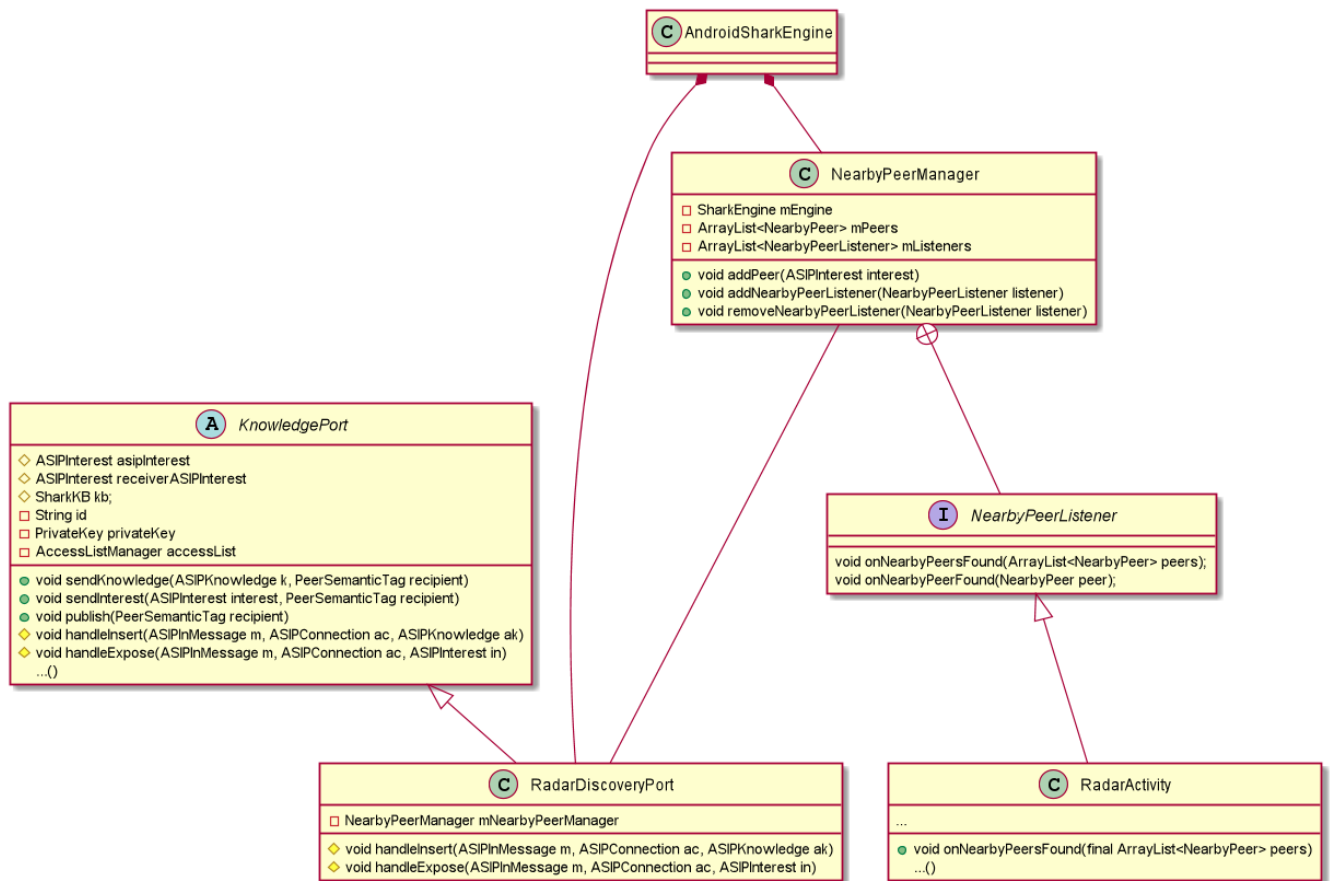 C AndroidSharkEngine
C NearbyPeerManager
SharkEngine mEngine
ArrayList<NearbyPeer> mPeers
ArrayList<NearbyPeerListener> mListeners
void addPeer(ASIPInterest interest)
void addNearbyPeerListener(NearbyPeerListener listener)
void removeNearbyPeerListener(NearbyPeerListener listener)
A KnowledgePort
ASIPInterest asipInterest
ASIPInterest receiverASIPInterest
SharkKB kb;
String id
PrivateKey privateKey
AccessListManager accessList
void sendKnowledge(ASIPKnowledge k, PeerSemanticTag recipient)
void sendInterest(ASIPInterest interest, PeerSemanticTag recipient)
void publish(PeerSemanticTag recipient)
void handleInsert(ASIPInMessage m, ASIPConnection ac, ASIPKnowledge ak)
void handleExpose(ASIPInMessage m, ASIPConnection ac, ASIPInterest in)
...()
I NearbyPeerListener
void onNearbyPeersFound(ArrayList<NearbyPeer> peers);
void onNearbyPeerFound(NearbyPeer peer);
C RadarDiscoveryPort
NearbyPeerManager mNearbyPeerManager
void handleInsert(ASIPInMessage m, ASIPConnection ac, ASIPKnowledge ak)
void handleExpose(ASIPInMessage m, ASIPConnection ac, ASIPInterest in)
C RadarActivity
...
void onNearbyPeersFound(final ArrayList<NearbyPeer> peers)
...()